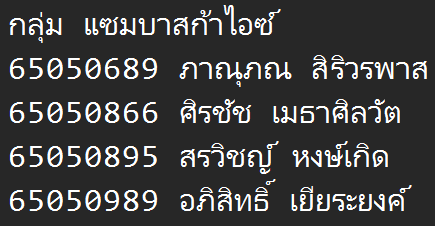 กลุ่ม แซมบาสก้าไอซ์
65050689 ภาณุภณ สิริวรพาส
65050866 ศิรชัช เมธาศิลวัต
65050895 สรวิชญ์ หงษ์เกิด
65050989 อภิสิทธิ์ เยียระยงค์